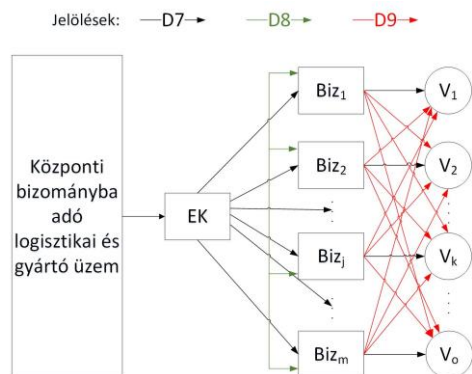 Jelölések: D7 D8 D9
Központi
bizományba
adó
logisztikai és
gyártó üzem
EK
Biz1
Biz2
Bizj
Bizm
V1
V2
Vk
Vo